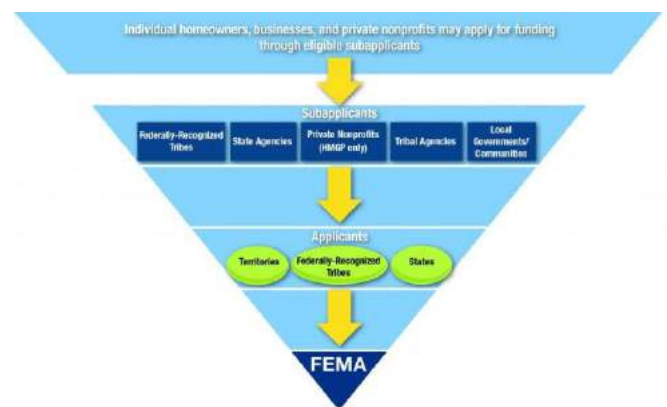 Individual homeowners, businesses, and private nonprofits may apply for funding
through eligible subapplicants
Subapplicants
Federally-Recognized
Tribes
State Agencies
Private Nonprofits
(HMGP only)
Tribal Agencies
Local
Governments/
Communities
Applicants
Territories
Federally-Recognized
Tribes
States
FEMA